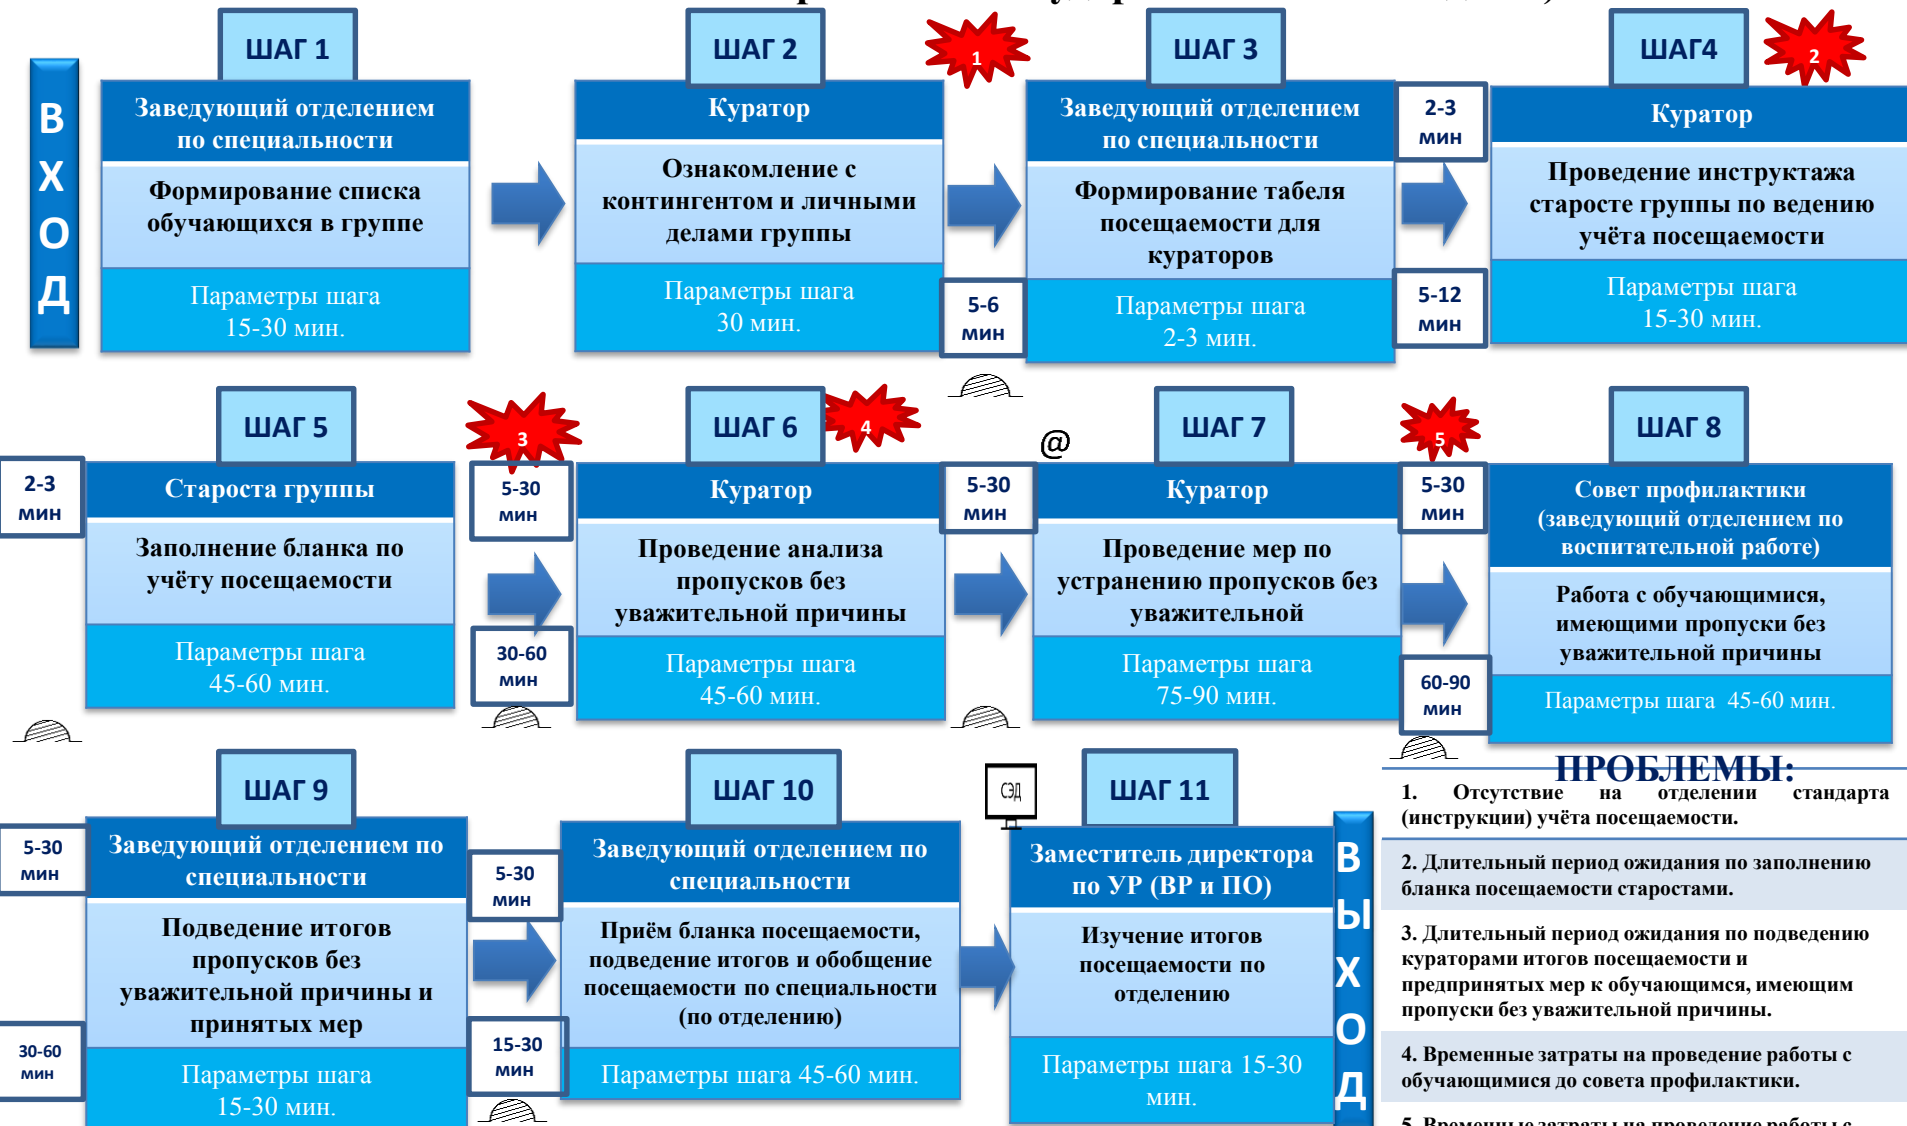 ШАГ 1
ШАГ 2
1
ШАГ 3
ШАГ4
2
В
Х
О
Д
Заведующий отделением
по специальности
Формирование списка
обучающихся в группе
Параметры шага
15-30 мин.
Куратор
Ознакомление с
контингентом и личными
делами группы
Параметры шага
30 мин.
5-6
мин
Заведующий отделением
по специальности
Формирование табеля
посещаемости для
кураторов
Параметры шага
2-3 мин.
2-3
мин
5-12
мин
Куратор
Проведение инструктажа
старосте группы по ведению
учёта посещаемости
Параметры шага
15-30 мин.
ШАГ 5
3
ШАГ 6
4
@
ШАГ 7
5
ШАГ 8
2-3
мин
Староста группы
Заполнение бланка по
учёту посещаемости
Параметры шага
45-60 мин.
5-30
мин
30-60
мин
Куратор
Проведение анализа
пропусков без
уважительной причины
Параметры шага
45-60 мин.
5-30
мин
Куратор
Проведение мер по
устранению пропусков без
уважительной
Параметры шага
75-90 мин.
5-30
мин
60-90
мин
Совет профилактики
(заведующий отделением по
воспитательной работе)
Работа с обучающимися,
имеющими пропуски без
уважительной причины
Параметры шага 45-60 мин.
ШАГ 9
ШАГ 10
СЭД
ШАГ 11
5-30
мин
30-60
мин
Заведующий отделением по
специальности
Подведение итогов
пропусков без
уважительной причины и
принятых мер
Параметры шага
15-30 мин.
5-30
мин
15-30
мин
Заведующий отделением по
специальности
Приём бланка посещаемости,
подведение итогов и обобщение
посещаемости по специальности
(по отделению)
Параметры шага 45-60 мин.
Заместитель директора
по УР (ВР и ПО)
Изучение итогов
посещаемости по
отделению
Параметры шага 15-30
мин.
В
Ы
Х
О
Д
ПРОБЛЕМЫ:
1. Отсутствие на отделении стандарта
(инструкции) учёта посещаемости.
2. Длительный период ожидания по заполнению
бланка посещаемости старостами.
3. Длительный период ожидания по подведению
кураторами итогов посещаемости и
предпринятых мер к обучающимся, имеющим
пропуски без уважительной причины.
4. Временные затраты на проведение работы с
обучающимися до совета профилактики.
5. Временные затраты на проведение работы с